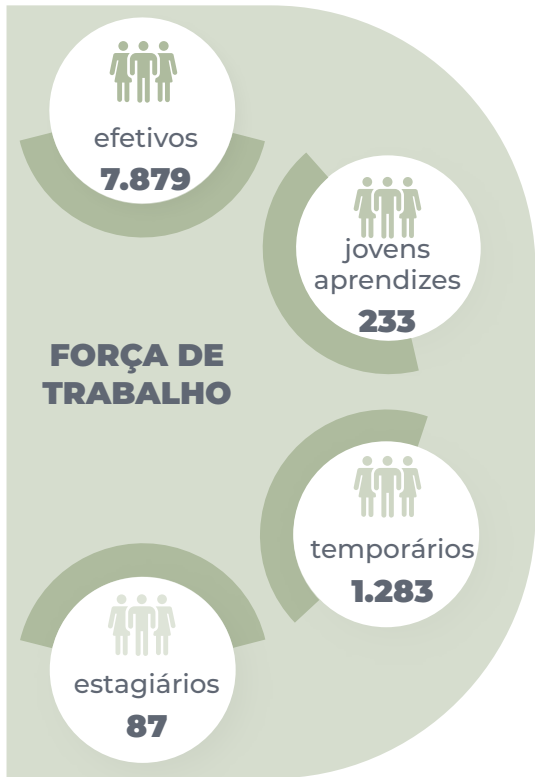 efetivos
7.879
jovens
aprendizes
233
FORÇA DE
TRABALHO
temporários
1.283
estagiários
87